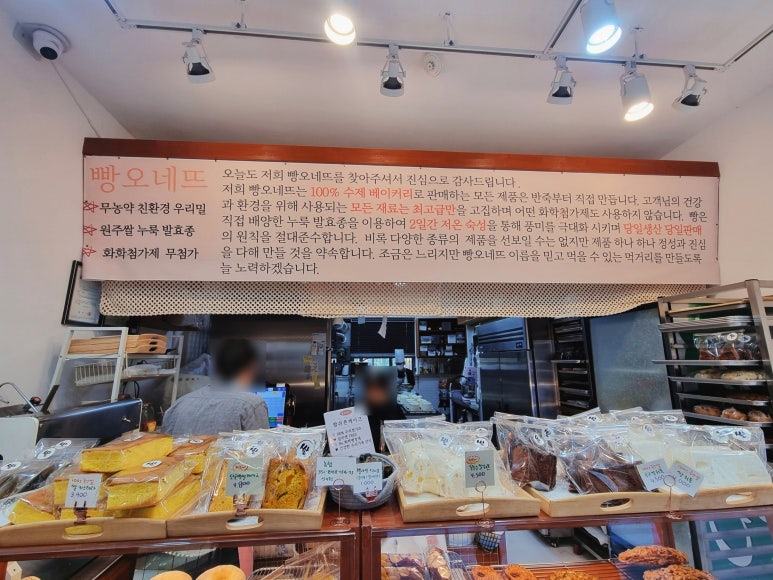 빵오네뜨
무농약 친환경 우리밀
원주쌀 누룩 발효종
화학첨가제 무첨가
오늘도 저희 빵오네뜨를 찾아주셔서 진심으로 감사드립니다.
저희 빵오네뜨는 100% 수제 베이커리로 판매하는 모든 제품은 반죽부터 직접 만듭니다. 고객님의 건강
과 환경을 위해 사용되는 모든 재료는 최고급만을 고집하며 어떤 화학첨가제도 사용하지 않습니다. 빵은
직접 배양한 누룩 발효종을 이용하여 2일간 저온 숙성을 통해 풍미를 극대화 시키며 당일생산 당일판매
의 원칙을 절대준수합니다. 비록 다양한 종류의 제품을 선보일 수는 없지만 제품 하나 하나 정성과 진심
을 다해 만들 것을 약속합니다. 조금은 느리지만 빵오네뜨 이름을 믿고 먹을 수 있는 먹거리를 만들도록
늘 노력하겠습니다.
3,400